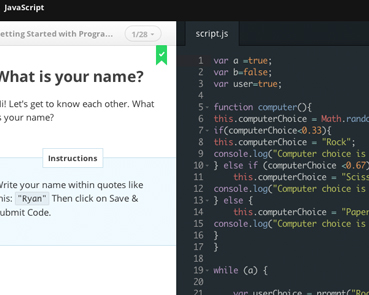 JavaScript
etting Started with Progra...
1/28
script.js
What is your name?
Hi! Let's get to know each other. What
is your name?
Instructions
Write your name within quotes like
this: "Ryan" Then click on Save &
Submit Code.
1 var a =true;
2 var b=false;
3 var user=true;
4
5 function computer(){
6 this.computerChoice = Math.rando
7 if(computerChoice<0.33){
8 this.computerChoice = "Rock";
9 console.log("Computer choice is
10 } else if (computerChoice <0.67)
11 this.computerChoice = "Sciss
12 console.log("Computer choice is
13 } else {
14 this.computerChoice = "Paper
15 console.log("Computer choice is
16 }
17 }
18
19 while (a) {
20
21 var userChoice = prompt("Ro